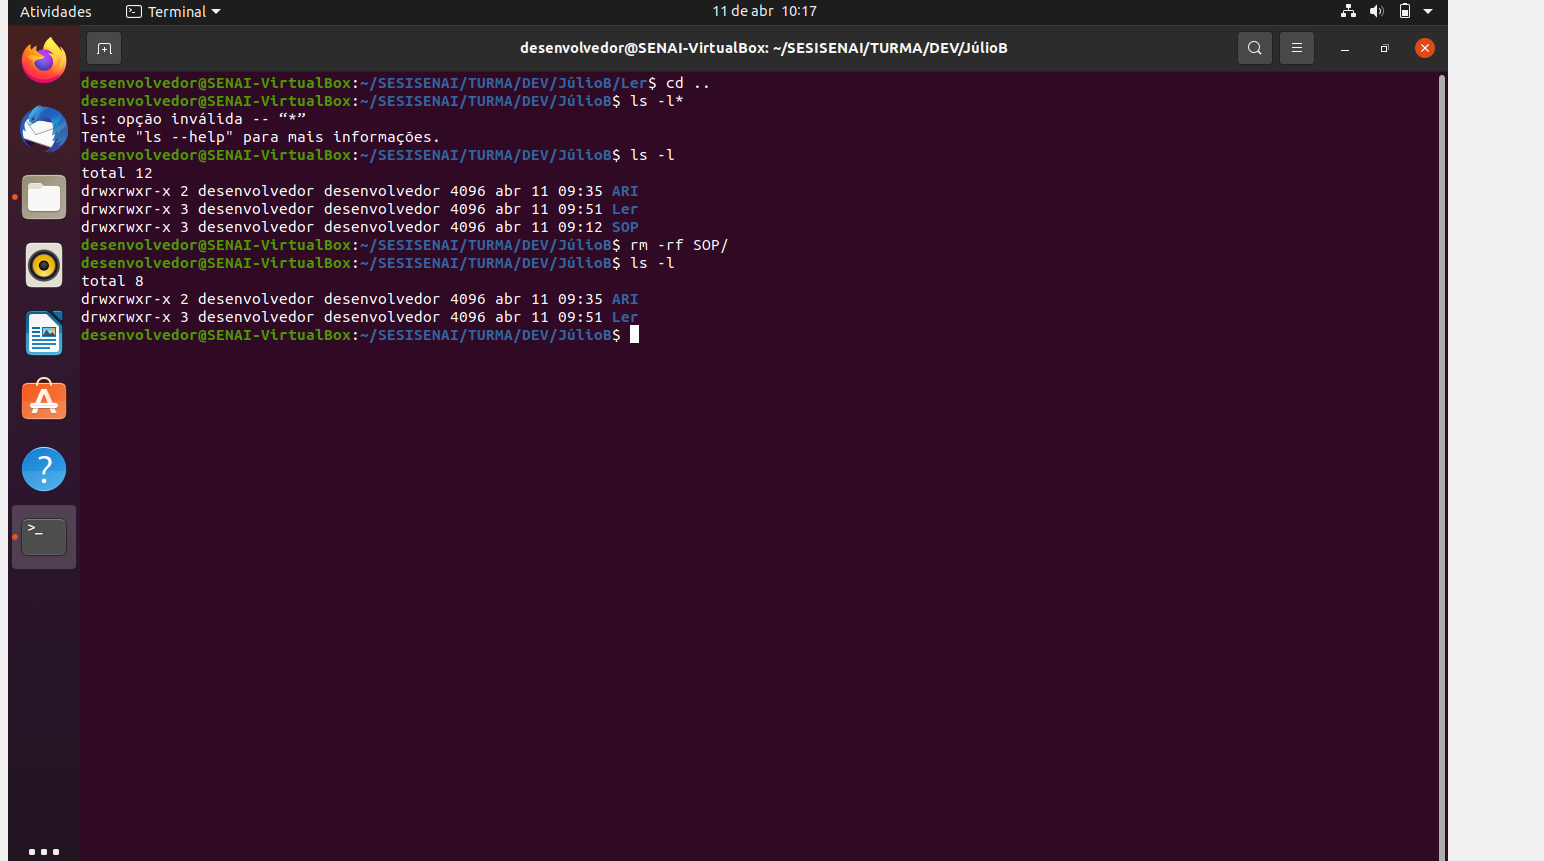 Atividades
Terminal
11 de abr 10:17
desenvolvedor@SENAI-VirtualBox: ~/SESISENAI/TURMA/DEV/JúlioB
desenvolvedor@SENAI-VirtualBox:~/SESISENAI/TURMA/DEV/JúlioB/Ler$ cd ..
desenvolvedor@SENAI-VirtualBox:~/SESISENAI/TURMA/DEV/JúlioB$ ls -l*
ls: opção inválida -- “*”
Tente "ls --help" para mais informações.
desenvolvedor@SENAI-VirtualBox:~/SESISENAI/TURMA/DEV/JúlioB$ ls -l
total 12
drwxrwxr-x 2 desenvolvedor desenvolvedor 4096 abr 11 09:35 ARI
drwxrwxr-x 3 desenvolvedor desenvolvedor 4096 abr 11 09:51 Ler
drwxrwxr-x 3 desenvolvedor desenvolvedor 4096 abr 11 09:12 SOP
desenvolvedor@SENAI-VirtualBox:~/SESISENAI/TURMA/DEV/JúlioB$ rm -rf SOP/
desenvolvedor@SENAI-VirtualBox:~/SESISENAI/TURMA/DEV/JúlioB$ ls -l
total 8
drwxrwxr-x 2 desenvolvedor desenvolvedor 4096 abr 11 09:35 ARI
drwxrwxr-x 3 desenvolvedor desenvolvedor 4096 abr 11 09:51 Ler
desenvolvedor@SENAI-VirtualBox:~/SESISENAI/TURMA/DEV/JúlioB$